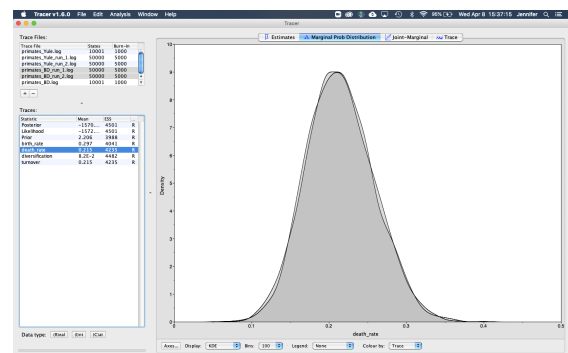 Tracer v1.6.0 File Edit Analysis Window Help 95% Wed Apr 8 15:37:15 Jennifer
Tracer
Trace Files:
Trace File States Burn-In
primates_Yule.log 10001 1000
primates_Yule_run_1.log 50000 5000
primates_Yule_run_2.log 50000 5000
primates_BD_run_1.log 50000 5000
primates_BD_run_2.log 50000 5000
primates_BD.log 10001 1000
+ −
Traces:
Statistic Mean ESS ...
Posterior -1570.... 4501 R
Likelihood -1572.... 4501 R
Prior 2.206 3988 R
birth_rate 0.297 4041 R
death_rate 0.215 4235 R
diversification 8.2E-2 4482 R
turnover 0.215 4235 R
Data type: (R)eal (I)nt (C)at
Estimates Marginal Prob Distribution Joint-Marginal Trace
10
9
8
7
6
5
4
3
2
1
0
Density
0 0.1 0.2 0.3 0.4 0.5
death_rate
Axes... Display: KDE Bins: 100 Legend: None Colour by: Trace